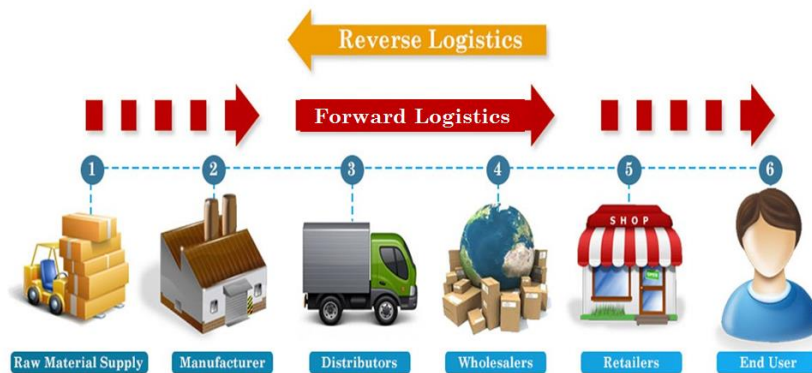 Reverse Logistics
Forward Logistics
1 2 3 4 5 6
SHOP
OPEN
Raw Material Supply Manufacturer Distributors Wholesalers Retailers End User